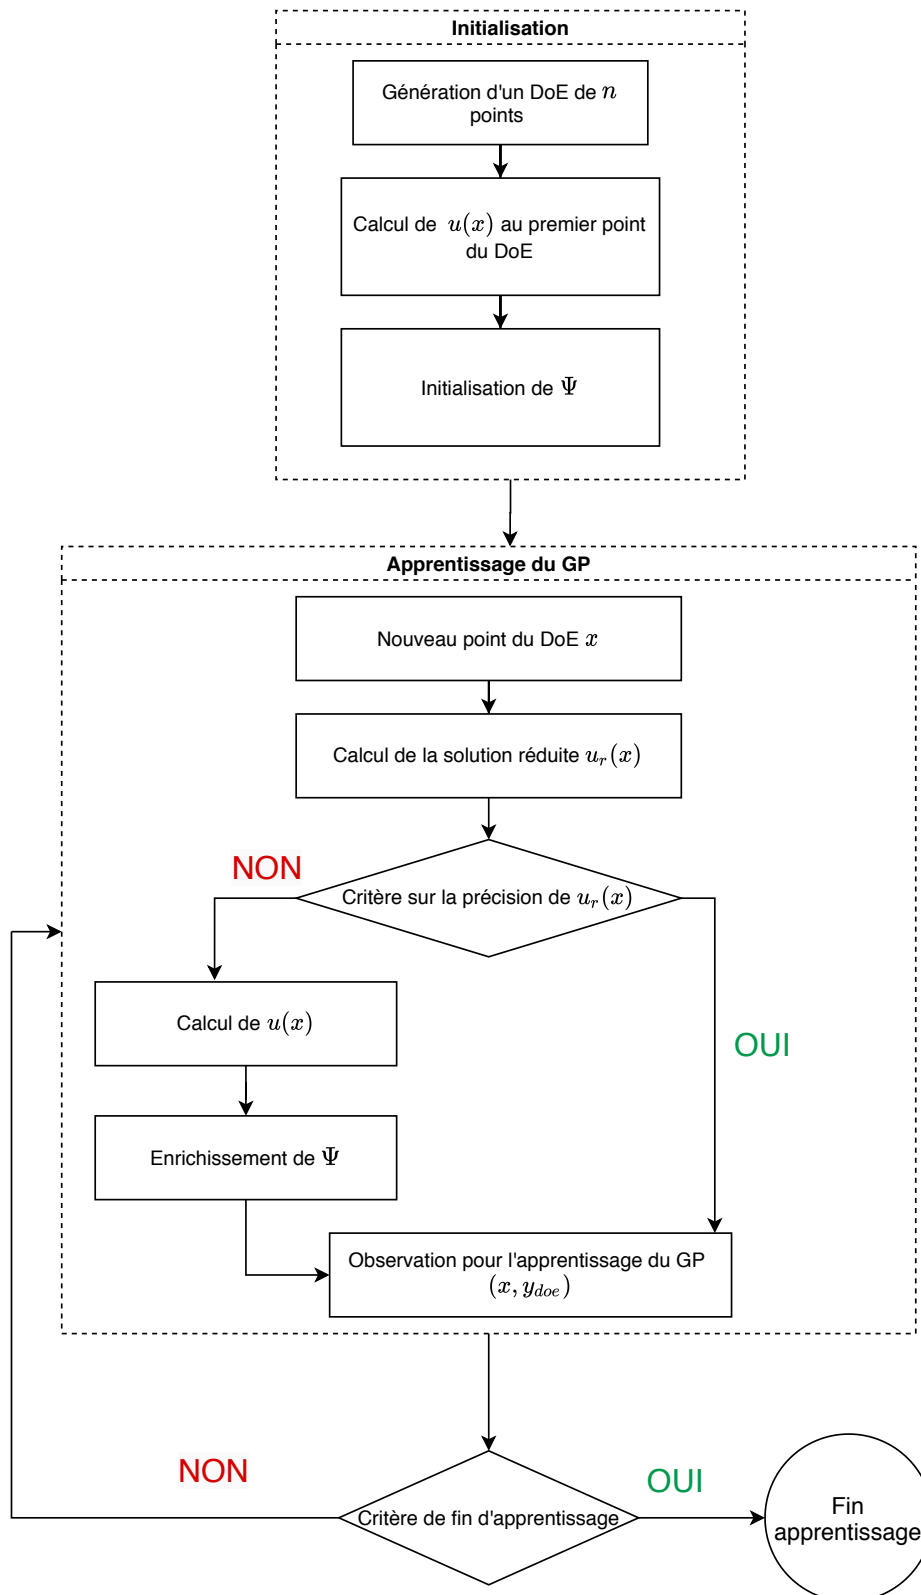 Initialisation
Génération d'un DoE de n
points
Calcul de u(x) au premier point
du DoE
Initialisation de Ψ
Apprentissage du GP
Nouveau point du DoE x
Calcul de la solution réduite u_r(x)
NON
Critère sur la précision de u_r(x)
Calcul de u(x)
OUI
Enrichissement de Ψ
Observation pour l'apprentissage du GP
(x, y_{doe})
NON
OUI
Critère de fin d'apprentissage
Fin
apprentissage